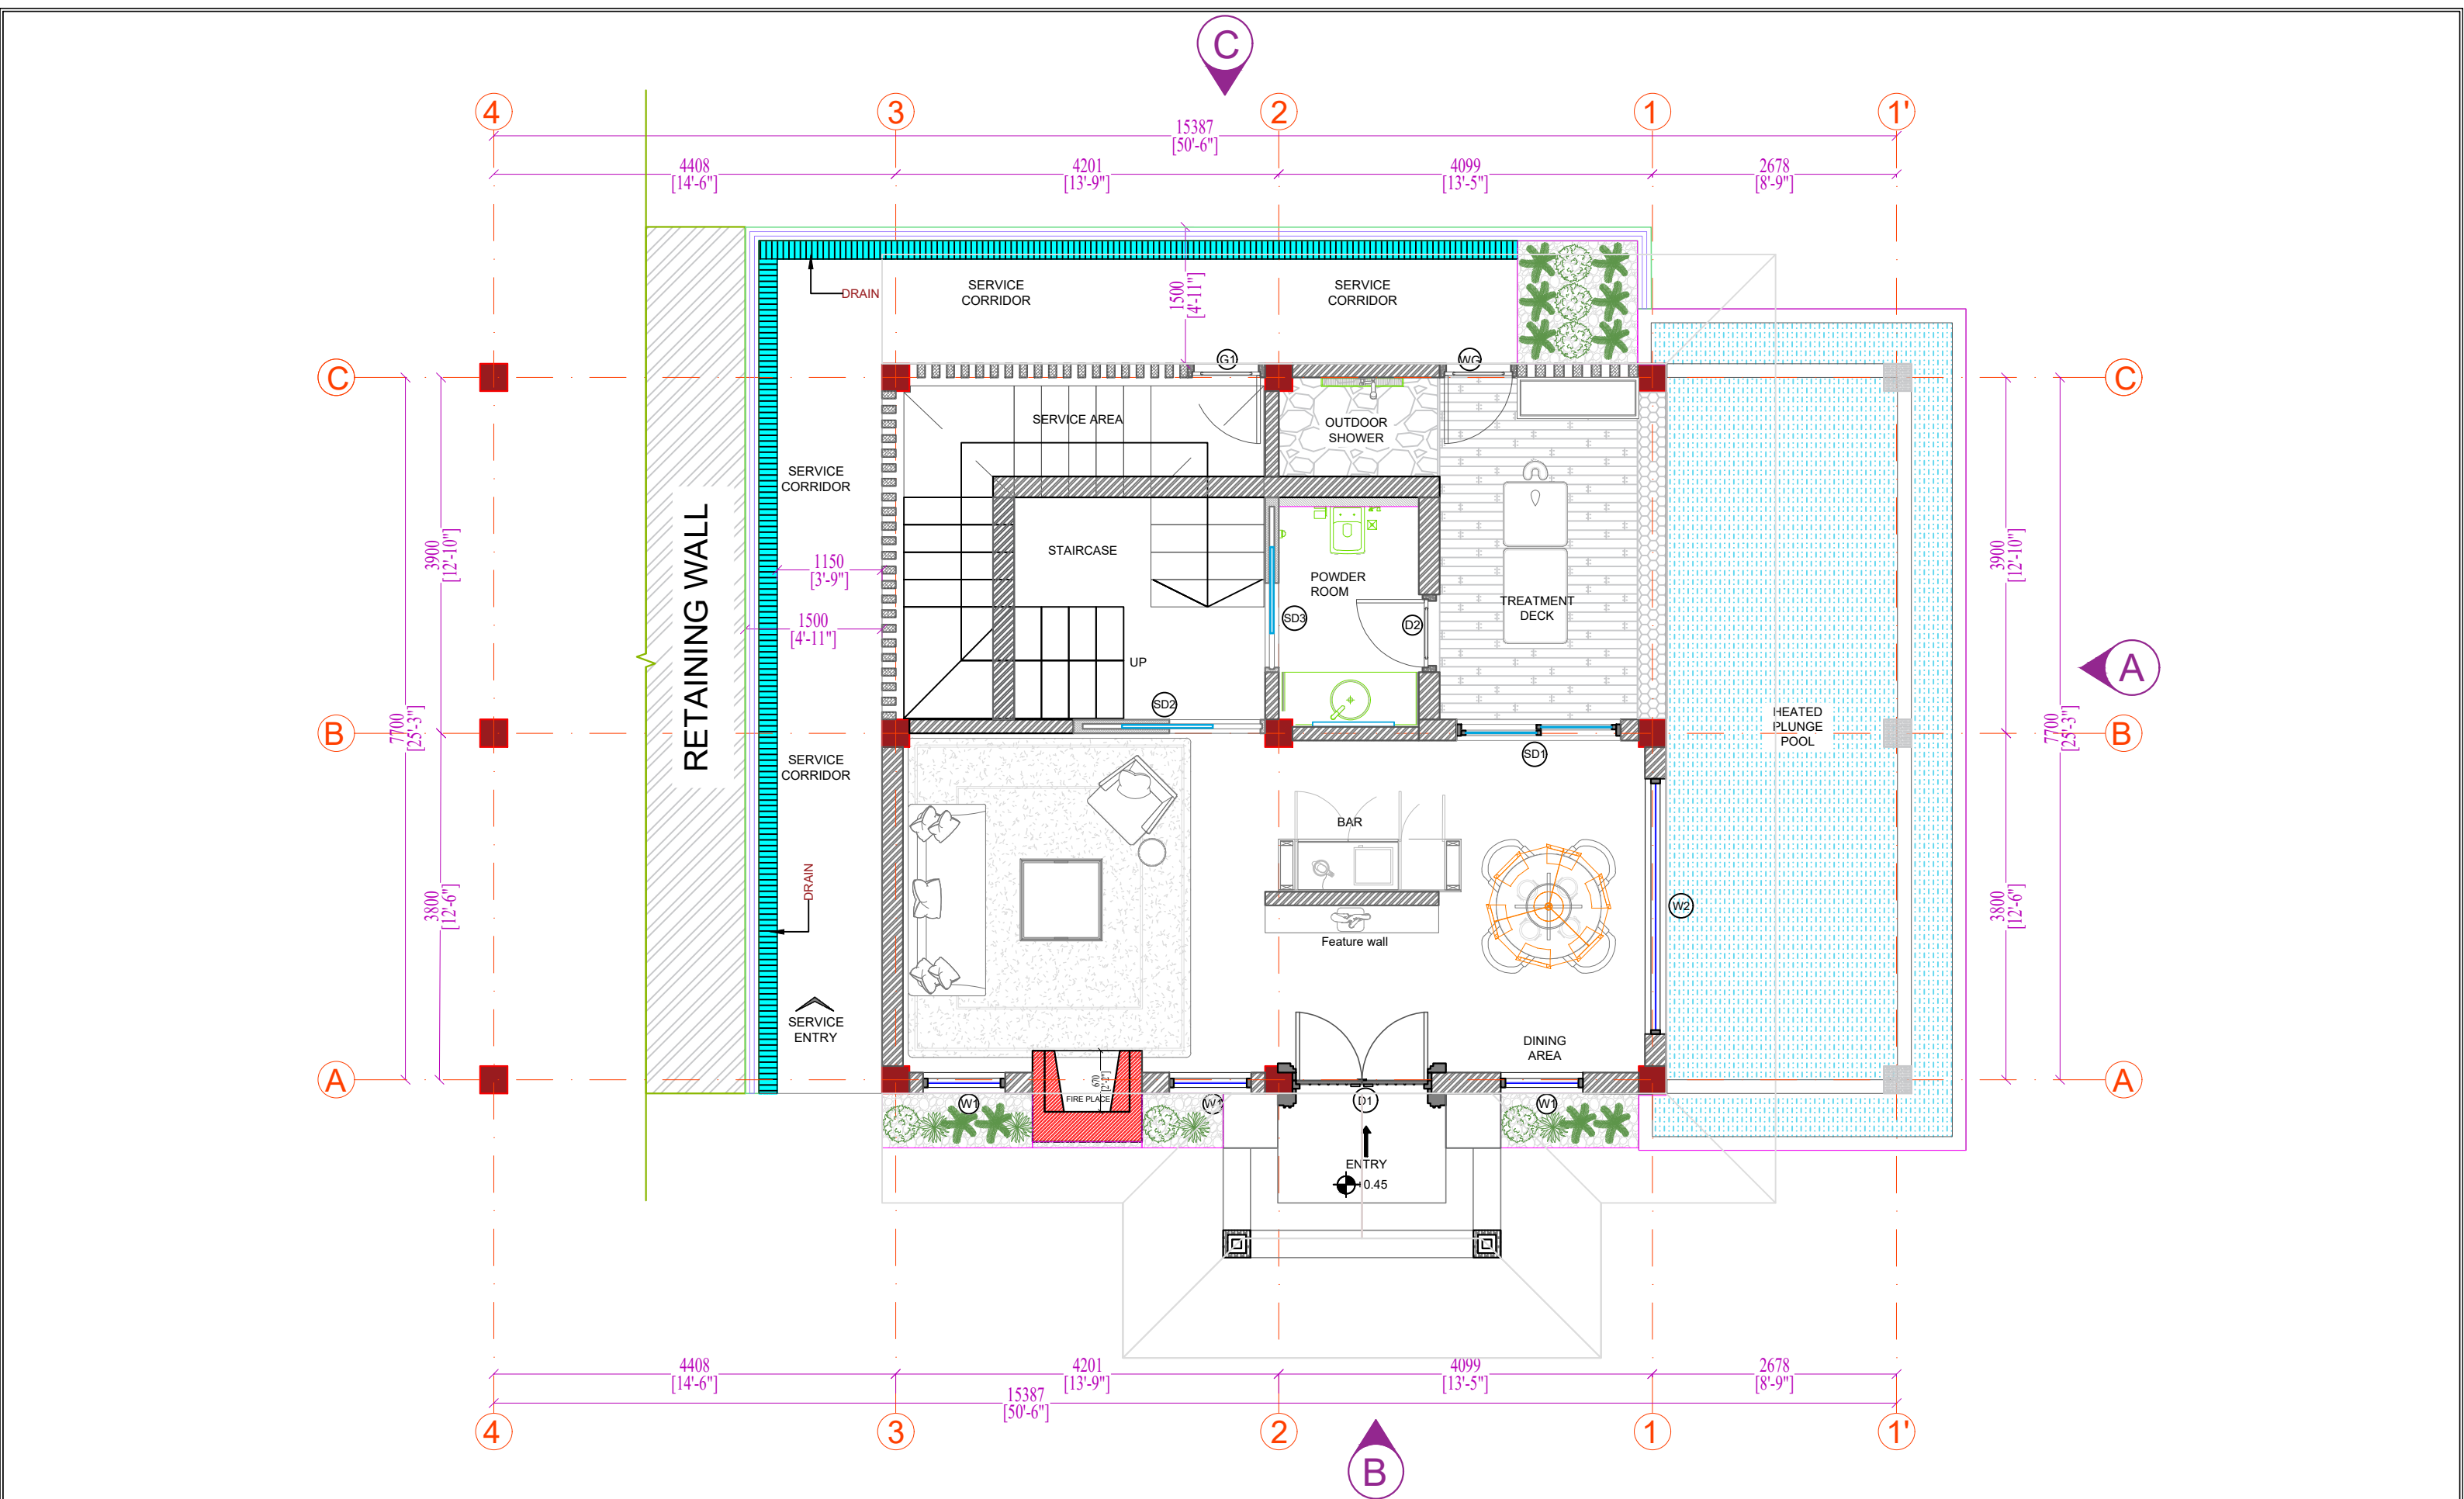 C
4
3
2
1
1'
15387
[50'-6"]
4408
[14'-6"]
4201
[13'-9"]
4099
[13'-5"]
2678
[8'-9"]
DRAIN
SERVICE
CORRIDOR
1500
[4'-11"]
SERVICE
CORRIDOR
G1
WG
C
C
SERVICE AREA
OUTDOOR
SHOWER
SERVICE
CORRIDOR
RETAINING WALL
3900
[12'-10"]
STAIRCASE
1150
[3'-9"]
POWDER
ROOM
TREATMENT
DECK
3900
[12'-10"]
SD3
D2
1500
[4'-11"]
UP
A
SD2
HEATED
PLUNGE
POOL
B
7700
[25'-3"]
7700
[25'-3"]
B
SD1
SERVICE
CORRIDOR
BAR
DRAIN
3800
[12'-6"]
W2
3800
[12'-6"]
Feature wall
SERVICE
ENTRY
DINING
AREA
A
670
[2'-2"]
A
FIRE PLACE
W1
W1
D1
W1
ENTRY
+0.45
4408
[14'-6"]
4201
[13'-9"]
4099
[13'-5"]
2678
[8'-9"]
15387
[50'-6"]
4
3
2
1
1'
B